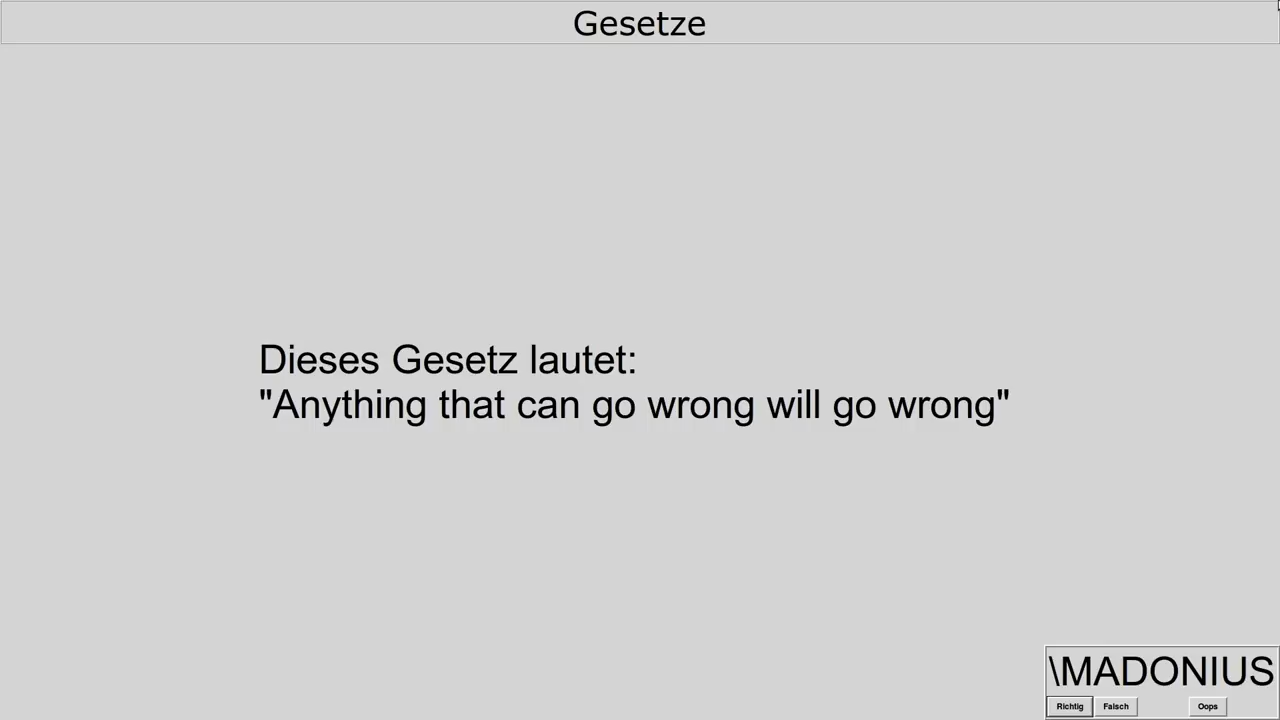 Gesetze
Dieses Gesetz lautet:
"Anything that can go wrong will go wrong"
\MADONIUS
Richtig Falsch Oops